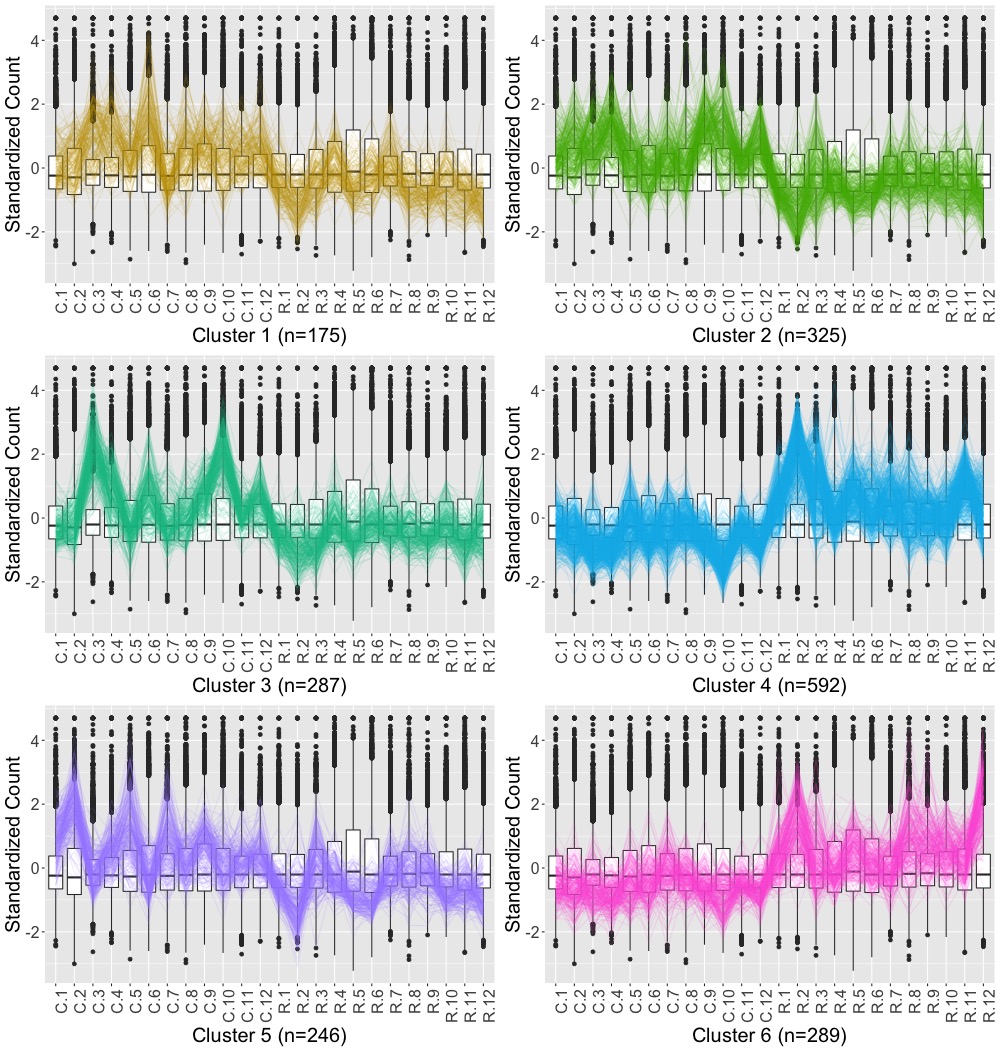 4
2
0
-2
Standardized Count
C.1 C.2 C.3 C.4 C.5 C.6 C.7 C.8 C.9 C.10 C.11 C.12 R.1 R.2 R.3 R.4 R.5 R.6 R.7 R.8 R.9 R.10 R.11 R.12
Cluster 1 (n=175)
4
2
0
-2
Standardized Count
C.1 C.2 C.3 C.4 C.5 C.6 C.7 C.8 C.9 C.10 C.11 C.12 R.1 R.2 R.3 R.4 R.5 R.6 R.7 R.8 R.9 R.10 R.11 R.12
Cluster 2 (n=325)
4
2
0
-2
Standardized Count
C.1 C.2 C.3 C.4 C.5 C.6 C.7 C.8 C.9 C.10 C.11 C.12 R.1 R.2 R.3 R.4 R.5 R.6 R.7 R.8 R.9 R.10 R.11 R.12
Cluster 3 (n=287)
4
2
0
-2
Standardized Count
C.1 C.2 C.3 C.4 C.5 C.6 C.7 C.8 C.9 C.10 C.11 C.12 R.1 R.2 R.3 R.4 R.5 R.6 R.7 R.8 R.9 R.10 R.11 R.12
Cluster 4 (n=592)
4
2
0
-2
Standardized Count
C.1 C.2 C.3 C.4 C.5 C.6 C.7 C.8 C.9 C.10 C.11 C.12 R.1 R.2 R.3 R.4 R.5 R.6 R.7 R.8 R.9 R.10 R.11 R.12
Cluster 5 (n=246)
4
2
0
-2
Standardized Count
C.1 C.2 C.3 C.4 C.5 C.6 C.7 C.8 C.9 C.10 C.11 C.12 R.1 R.2 R.3 R.4 R.5 R.6 R.7 R.8 R.9 R.10 R.11 R.12
Cluster 6 (n=289)